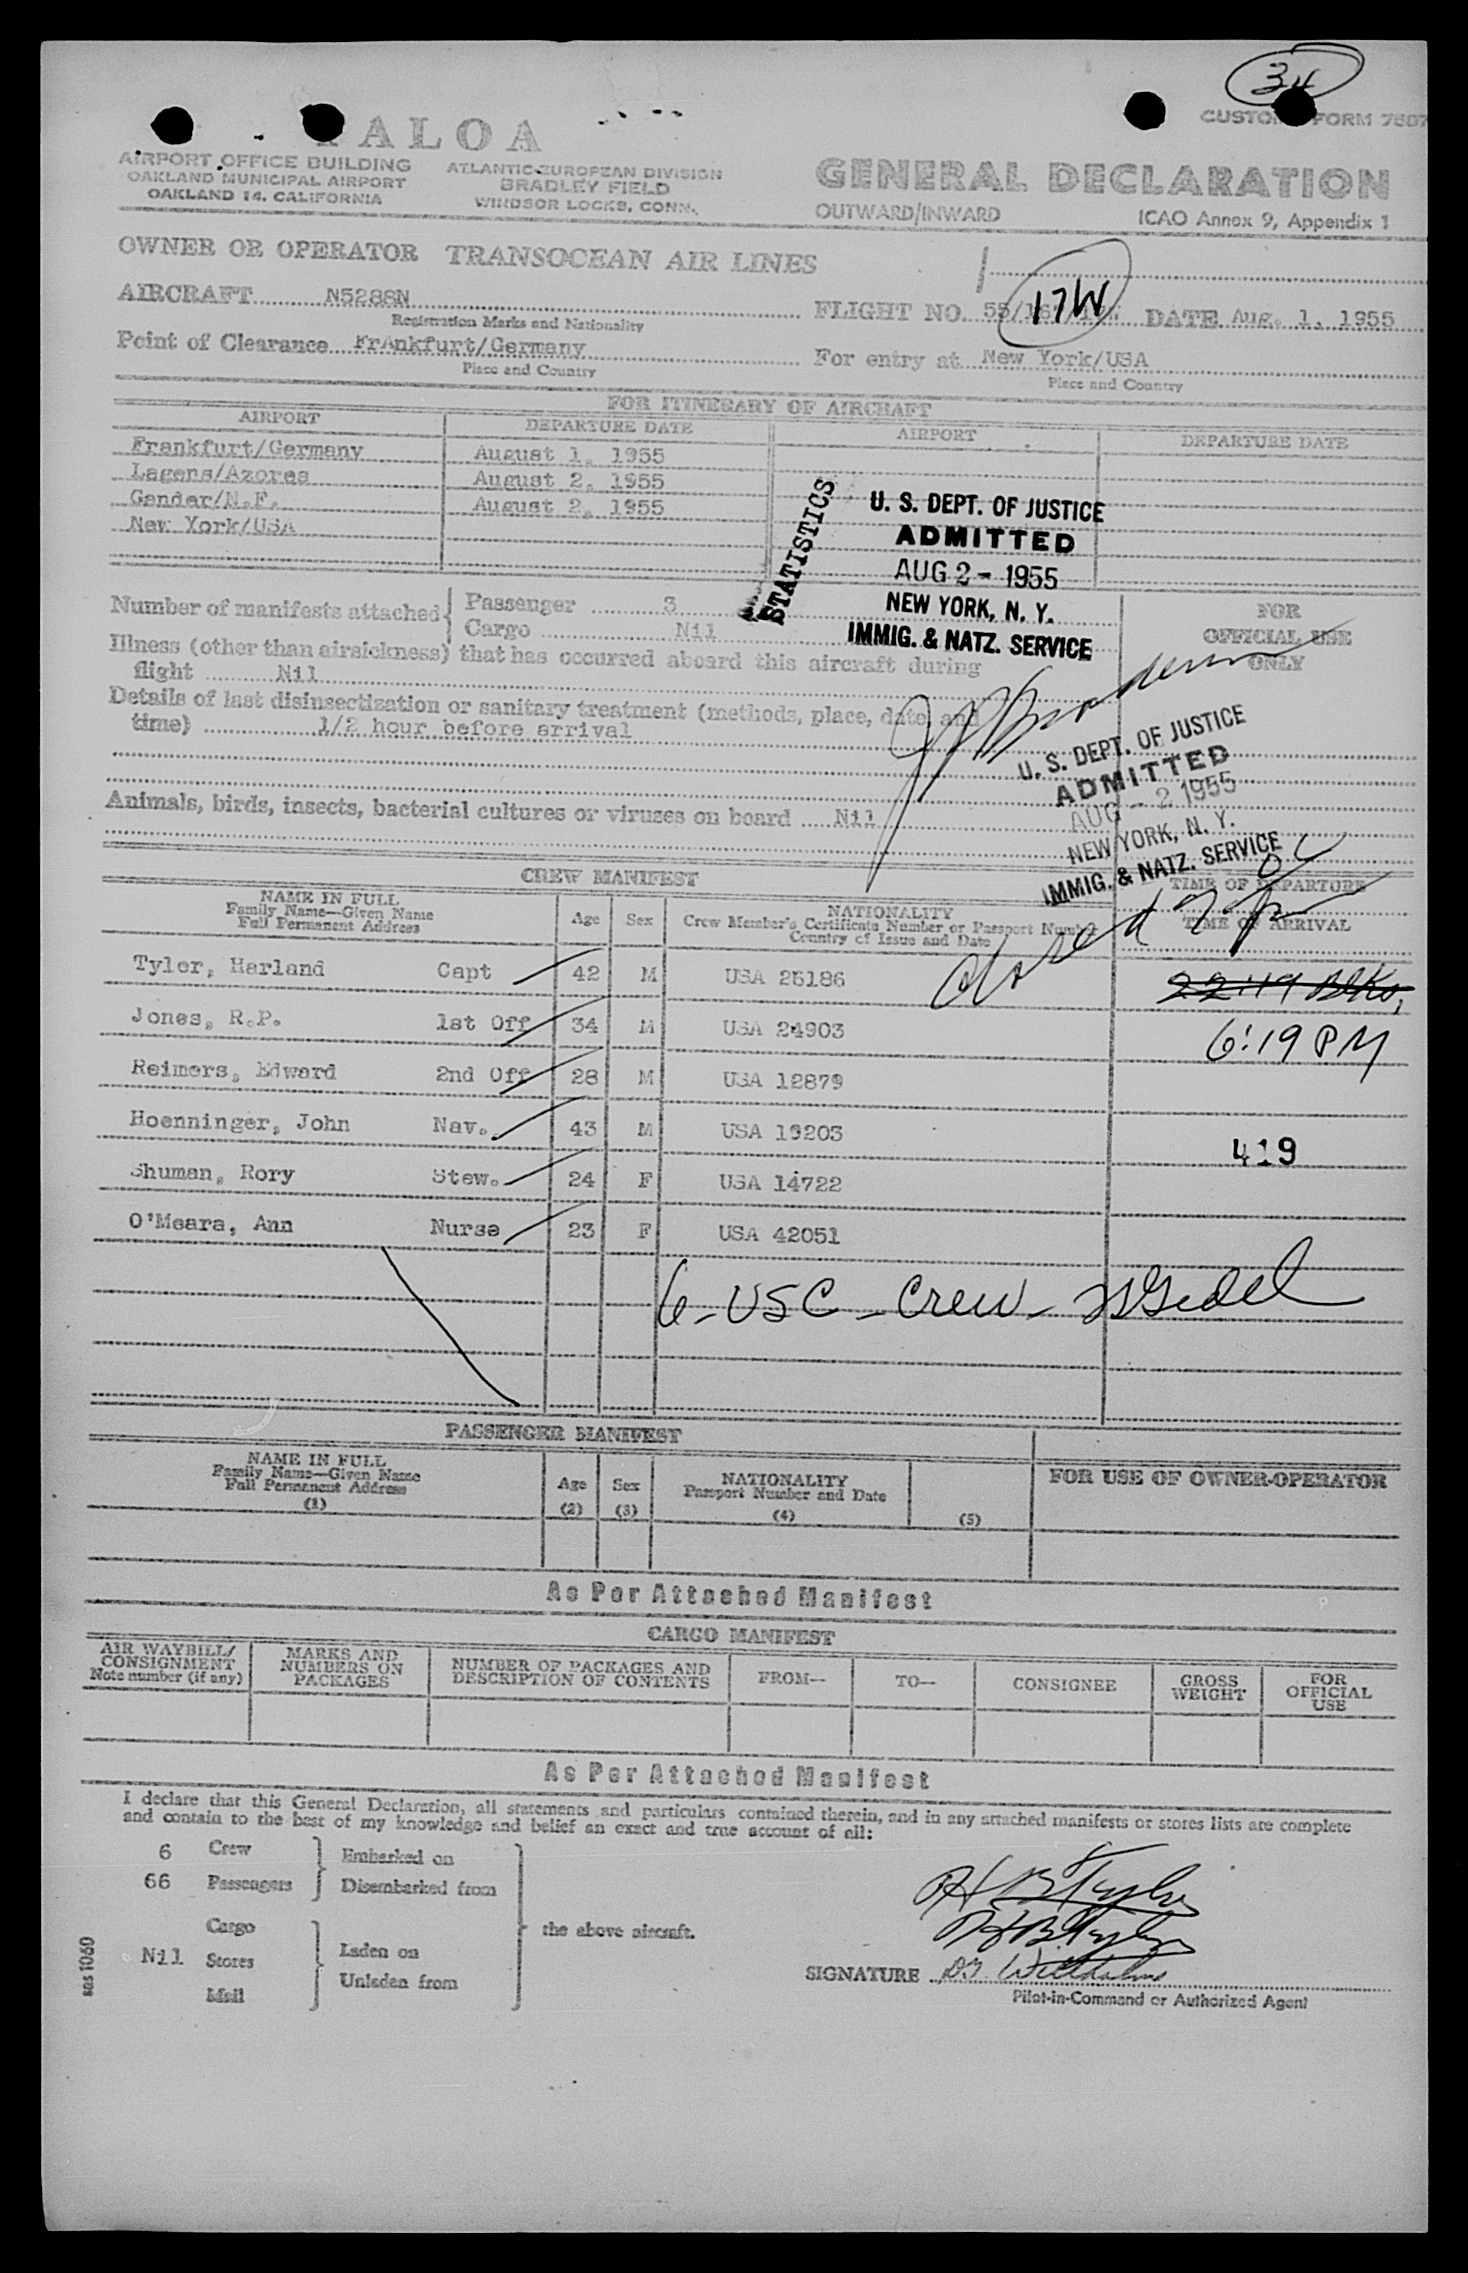 34
CUSTOMS FORM 7507
TALOA
AIRPORT OFFICE BUILDING
OAKLAND MUNICIPAL AIRPORT
OAKLAND 14, CALIFORNIA
ATLANTIC-EUROPEAN DIVISION
BRADLEY FIELD
WINDSOR LOCKS, CONN.
GENERAL DECLARATION
OUTWARD/INWARD
ICAO Annex 9, Appendix 1
OWNER OR OPERATOR TRANSOCEAN AIR LINES
AIRCRAFT N5288N
Registration Marks and Nationality
FLIGHT NO. 55/ 17W DATE Aug. 1, 1955
Point of Clearance FrAnkfurt/Germany
Place and Country
For entry at New York/USA
Place and Country
FOR ITINERARY OF AIRCRAFT
AIRPORT DEPARTURE DATE AIRPORT DEPARTURE DATE
Frankfurt/Germany August 1, 1955
Lagens/Azores August 2, 1955
Gander/N.F. August 2, 1955
New York/USA
STATISTICS
U. S. DEPT. OF JUSTICE
ADMITTED
AUG 2 - 1955
NEW YORK, N. Y.
IMMIG. & NATZ. SERVICE
Number of manifests attached { Passenger 3
Cargo Nil
FOR
OFFICIAL USE
ONLY
Illness (other than airsickness) that has occurred aboard this aircraft during
flight Nil
Details of last disinsectization or sanitary treatment (methods, place, date and
time) 1/2 hour before arrival
U. S. DEPT. OF JUSTICE
ADMITTED
AUG - 2 1955
NEW YORK, N. Y.
IMMIG. & NATZ. SERVICE
Animals, birds, insects, bacterial cultures or viruses on board Nil
CREW MANIFEST
NAME IN FULL
Family Name—Given Name
Full Permanent Address
Age Sex
NATIONALITY
Crew Member's Certificate Number or Passport Number
Country of Issue and Date
TIME OF DEPARTURE
TIME OF ARRIVAL
Tyler, Harland Capt 42 M USA 25186
22:19 Blks,
Jones, R.P. 1st Off 34 M USA 24903
6:19 PM
Reimers, Edward 2nd Off 28 M USA 12879
Hoenninger, John Nav. 43 M USA 19203
419
Shuman, Rory Stew. 24 F USA 14722
O'Meara, Ann Nurse 23 F USA 42051
6 - USC - Crew -
PASSENGER MANIFEST
NAME IN FULL
Family Name—Given Name
Full Permanent Address
(1)
Age
(2)
Sex
(3)
NATIONALITY
Passport Number and Date
(4)
(5)
FOR USE OF OWNER-OPERATOR
As Per Attached Manifest
CARGO MANIFEST
AIR WAYBILL/
CONSIGNMENT
Note number (if any)
MARKS AND
NUMBERS ON
PACKAGES
NUMBER OF PACKAGES AND
DESCRIPTION OF CONTENTS
FROM—
TO—
CONSIGNEE
GROSS
WEIGHT
FOR
OFFICIAL
USE
As Per Attached Manifest
I declare that this General Declaration, all statements and particulars contained therein, and in any attached manifests or stores lists are complete
and contain to the best of my knowledge and belief an exact and true account of all:
6 Crew
66 Passengers
Embarked on
Disembarked from
Cargo
Nil Stores
Mail
Laden on
Unladen from
the above aircraft.
SIGNATURE
Pilot-in-Command or Authorized Agent
sas 1060